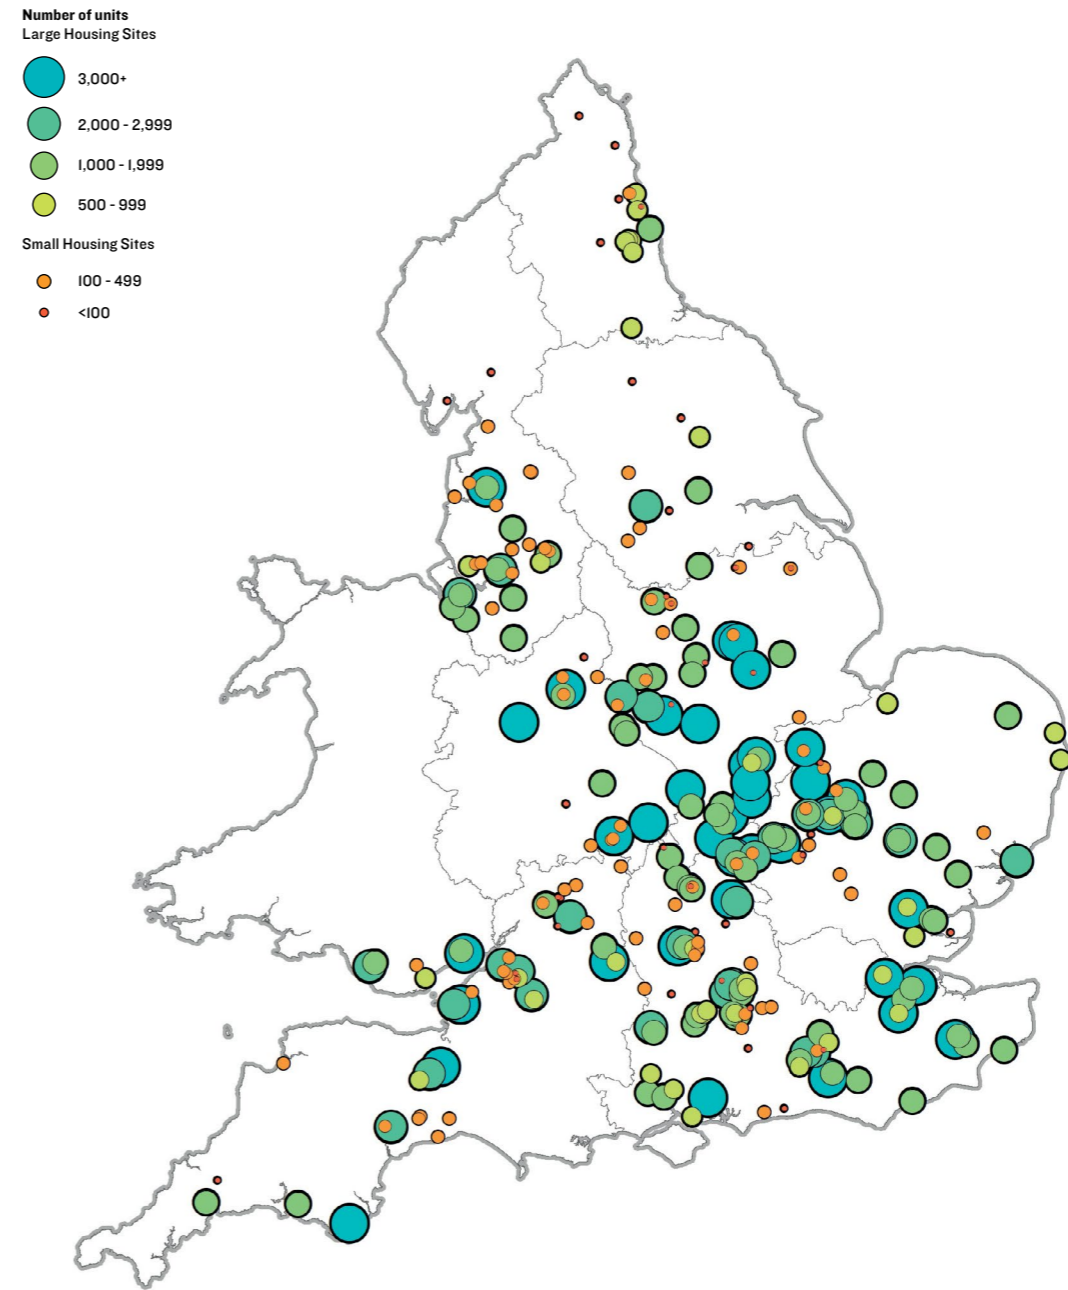 Number of units
Large Housing Sites
3,000+
2,000 - 2,999
1,000 - 1,999
500 - 999
Small Housing Sites
100 - 499
<100